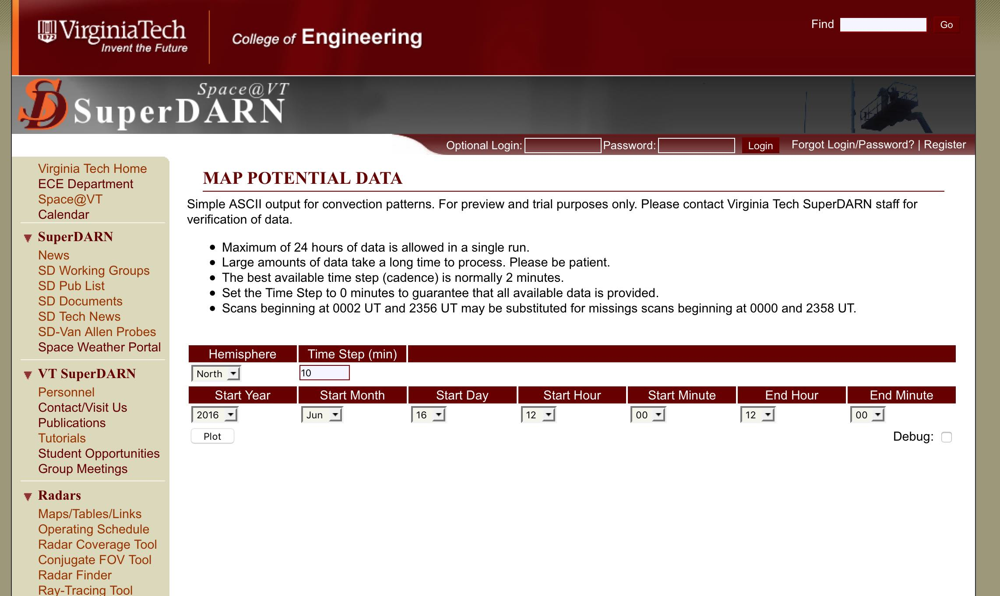 VirginiaTech
1872
Invent the Future
College of Engineering
Find
Go
SD
Space@VT
SuperDARN
Optional Login:
Password:
Login
Forgot Login/Password? | Register
Virginia Tech Home
ECE Department
Space@VT
Calendar
SuperDARN
News
SD Working Groups
SD Pub List
SD Documents
SD Tech News
SD-Van Allen Probes
Space Weather Portal
VT SuperDARN
Personnel
Contact/Visit Us
Publications
Tutorials
Student Opportunities
Group Meetings
Radars
Maps/Tables/Links
Operating Schedule
Radar Coverage Tool
Conjugate FOV Tool
Radar Finder
Ray-Tracing Tool
MAP POTENTIAL DATA
Simple ASCII output for convection patterns. For preview and trial purposes only. Please contact Virginia Tech SuperDARN staff for
verification of data.
• Maximum of 24 hours of data is allowed in a single run.
• Large amounts of data take a long time to process. Please be patient.
• The best available time step (cadence) is normally 2 minutes.
• Set the Time Step to 0 minutes to guarantee that all available data is provided.
• Scans beginning at 0002 UT and 2356 UT may be substituted for missings scans beginning at 0000 and 2358 UT.
Hemisphere Time Step (min)
North 10
Start Year Start Month Start Day Start Hour Start Minute End Hour End Minute
2016 Jun 16 12 00 12 00
Plot Debug: